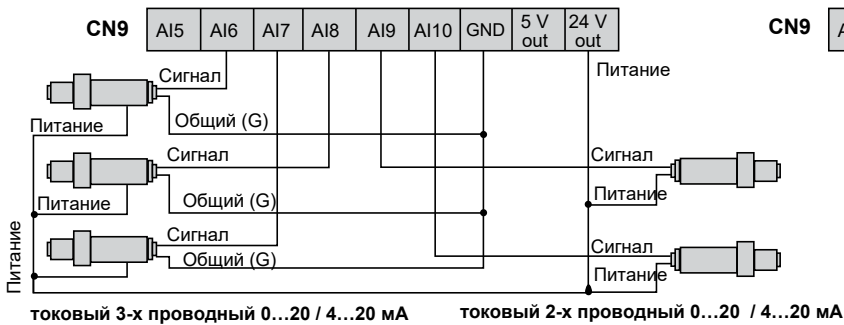 CN9 AI5 AI6 AI7 AI8 AI9 AI10 GND 5 V out 24 V out
CN9 A
Питание
Сигнал
Общий (G)
Питание
Сигнал
Общий (G)
Питание
Сигнал
Общий (G)
Питание
Сигнал
Питание
Сигнал
Питание
токовый 3-х проводный 0…20 / 4…20 мА
токовый 2-х проводный 0…20 / 4…20 мА